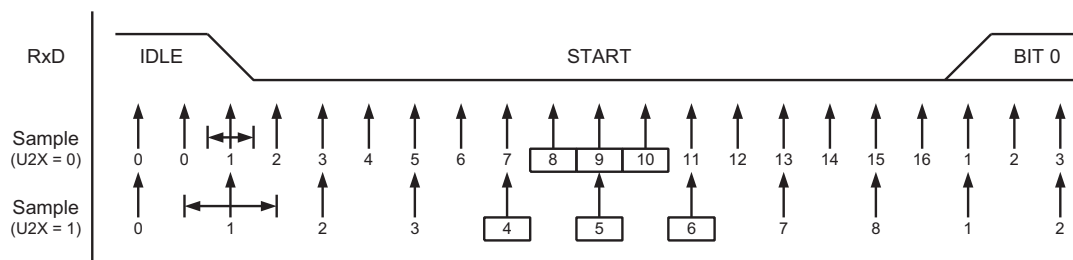 RxD IDLE START BIT 0
Sample
(U2X = 0)
0 0 1 2 3 4 5 6 7 8 9 10 11 12 13 14 15 16 1 2 3
Sample
(U2X = 1)
0 1 2 3 4 5 6 7 8 1 2